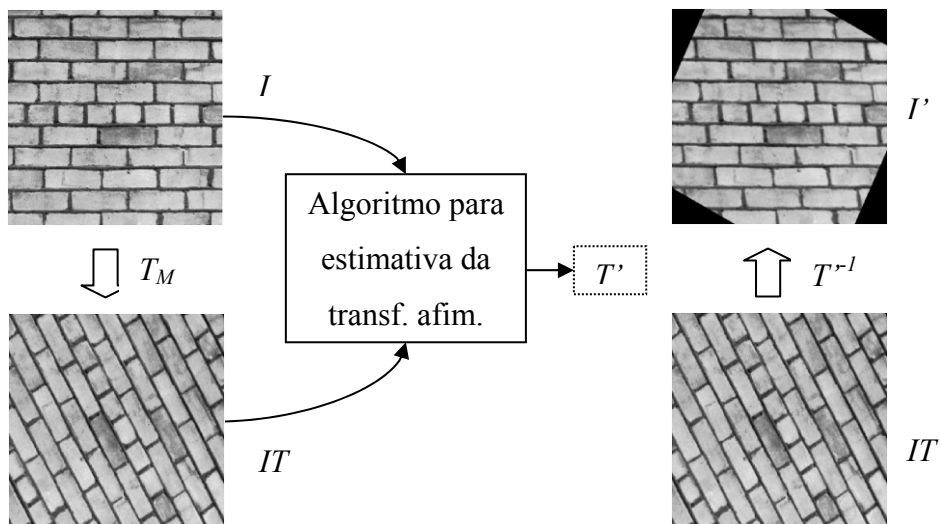 I
I’
Algoritmo para
estimativa da
transf. afim.
T_M
T’
T’⁻¹
IT
IT